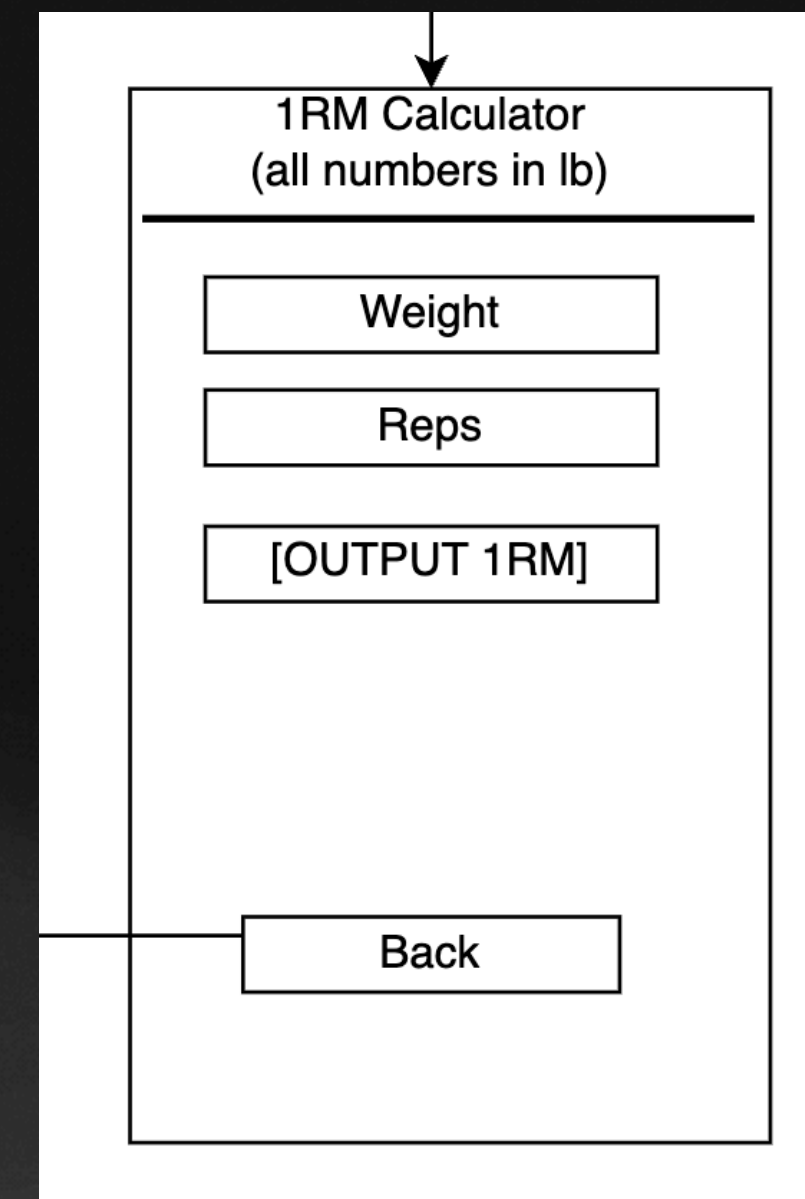 1RM Calculator
(all numbers in lb)
Weight
Reps
[OUTPUT 1RM]
Back